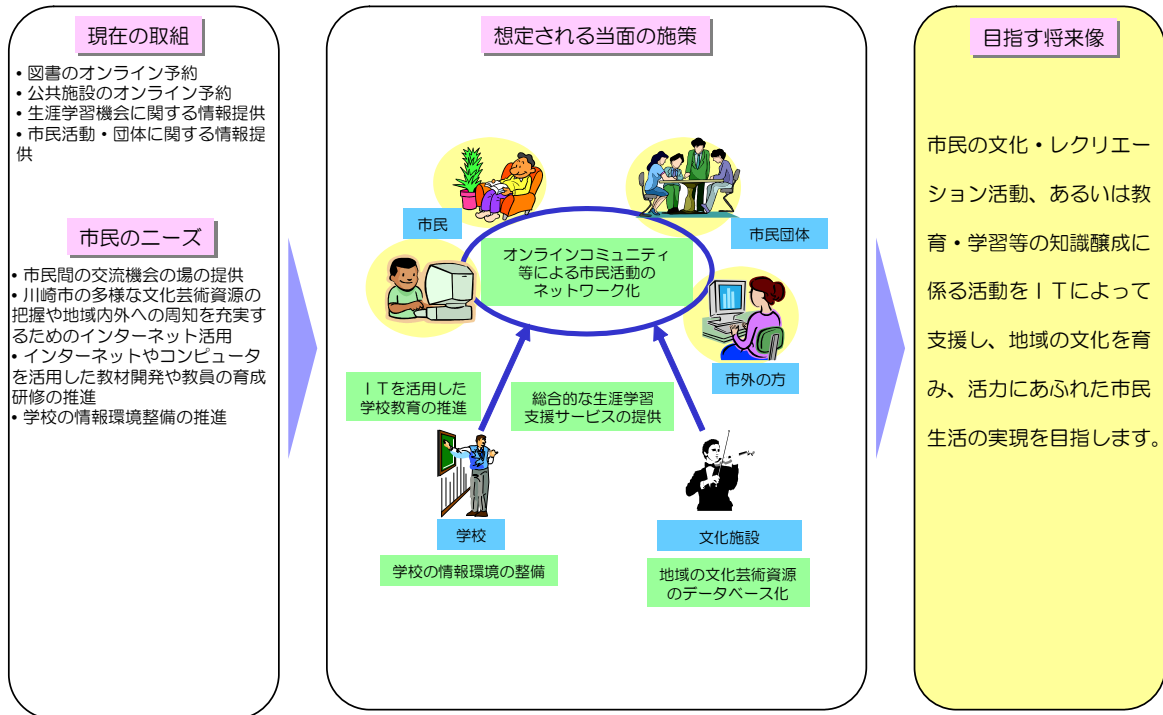 現在の取組
• 図書のオンライン予約
• 公共施設のオンライン予約
• 生涯学習機会に関する情報提供
• 市民活動・団体に関する情報提
供
市民のニーズ
• 市民間の交流機会の場の提供
• 川崎市の多様な文化芸術資源の
把握や地域内外への周知を充実す
るためのインターネット活用
• インターネットやコンピュータ
を活用した教材開発や教員の育成
研修の推進
• 学校の情報環境整備の推進
想定される当面の施策
市民
市民団体
オンラインコミュニティ
等による市民活動の
ネットワーク化
市外の方
ＩＴを活用した
学校教育の推進
総合的な生涯学習
支援サービスの提供
学校
文化施設
学校の情報環境の整備
地域の文化芸術資源
のデータベース化
目指す将来像
市民の文化・レクリエー
ション活動、あるいは教
育・学習等の知識醸成に
係る活動をＩＴによって
支援し、地域の文化を育
み、活力にあふれた市民
生活の実現を目指します。